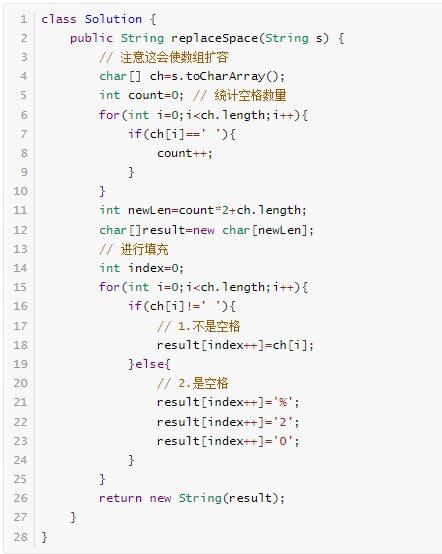 1 class Solution {
2     public String replaceSpace(String s) {
3         // 注意这会使数组扩容
4         char[] ch=s.toCharArray();
5         int count=0; // 统计空格数量
6         for(int i=0;i<ch.length;i++){
7             if(ch[i]==' '){
8                 count++;
9             }
10         }
11         int newLen=count*2+ch.length;
12         char[]result=new char[newLen];
13         // 进行填充
14         int index=0;
15         for(int i=0;i<ch.length;i++){
16             if(ch[i]!=' '){
17                 // 1.不是空格
18                 result[index++]=ch[i];
19             }else{
20                 // 2.是空格
21                 result[index++]='%';
22                 result[index++]='2';
23                 result[index++]='0';
24             }
25         }
26         return new String(result);
27     }
28 }